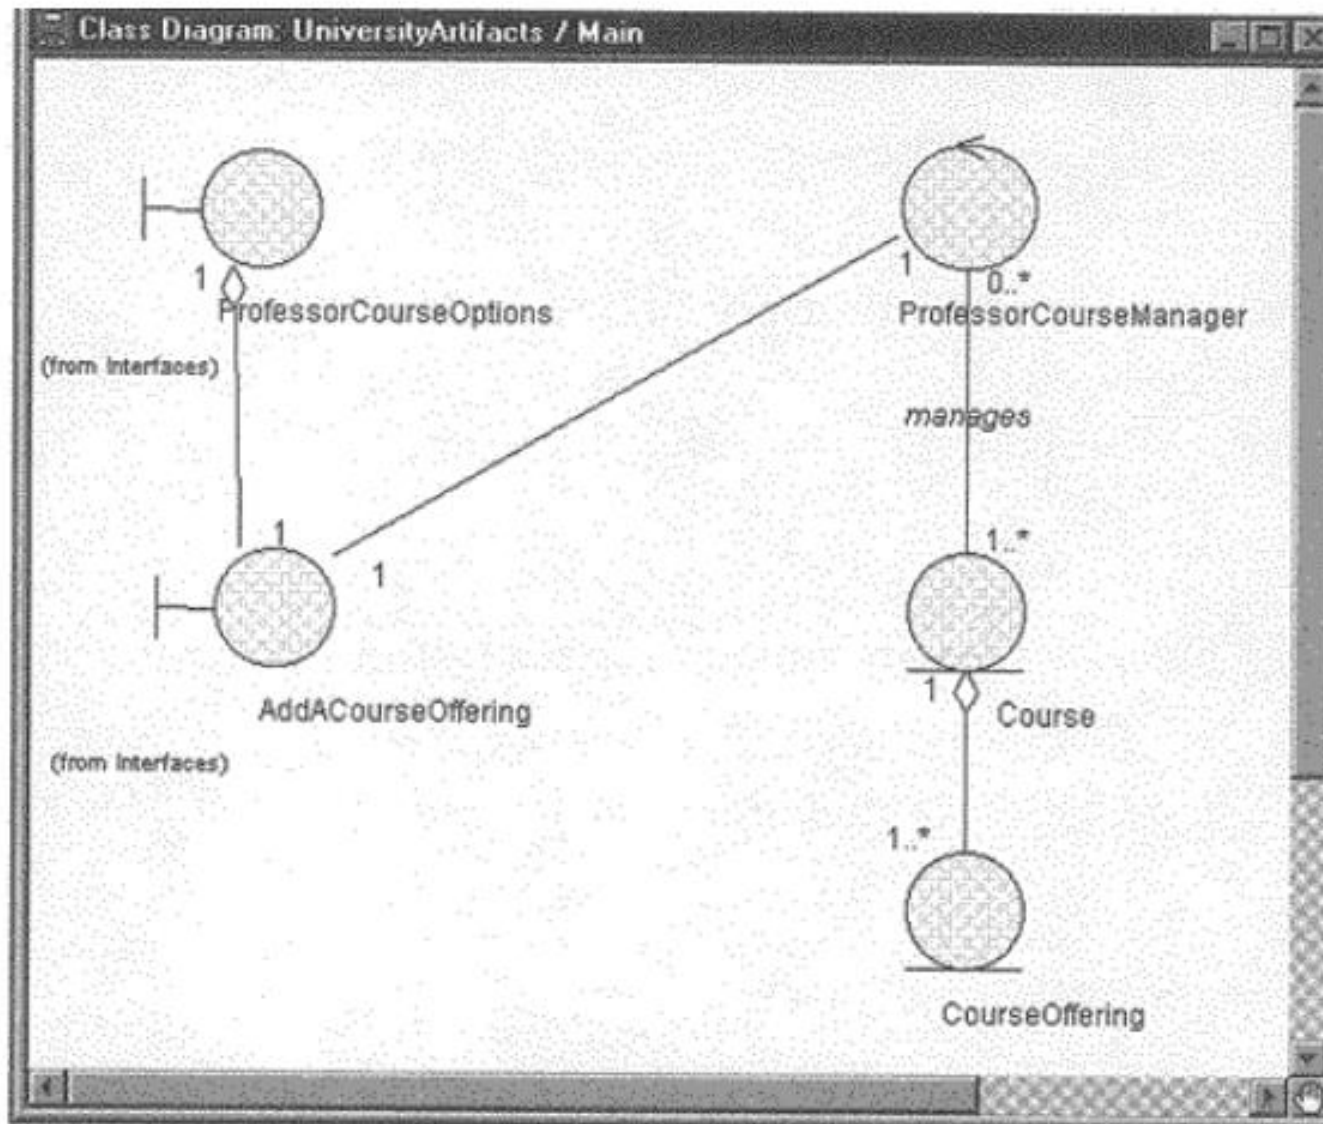 Class Diagram: UniversityArtifacts / Main
1
ProfessorCourseOptions
(from Interfaces)
1
0..*
ProfessorCourseManager
manages
1
1
1..*
AddACourseOffering
(from Interfaces)
1
Course
1..*
CourseOffering